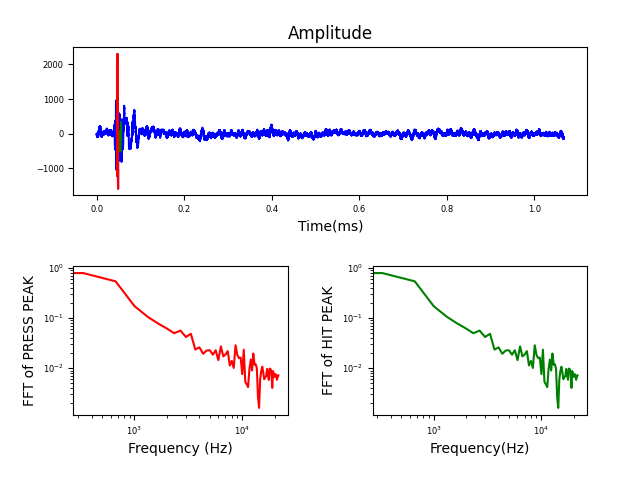 Amplitude
2000
1000
0
−1000
0.0 0.2 0.4 0.6 0.8 1.0
Time(ms)
FFT of PRESS PEAK
10⁰
10⁻¹
10⁻²
10³ 10⁴
Frequency (Hz)
FFT of HIT PEAK
10⁰
10⁻¹
10⁻²
10³ 10⁴
Frequency(Hz)